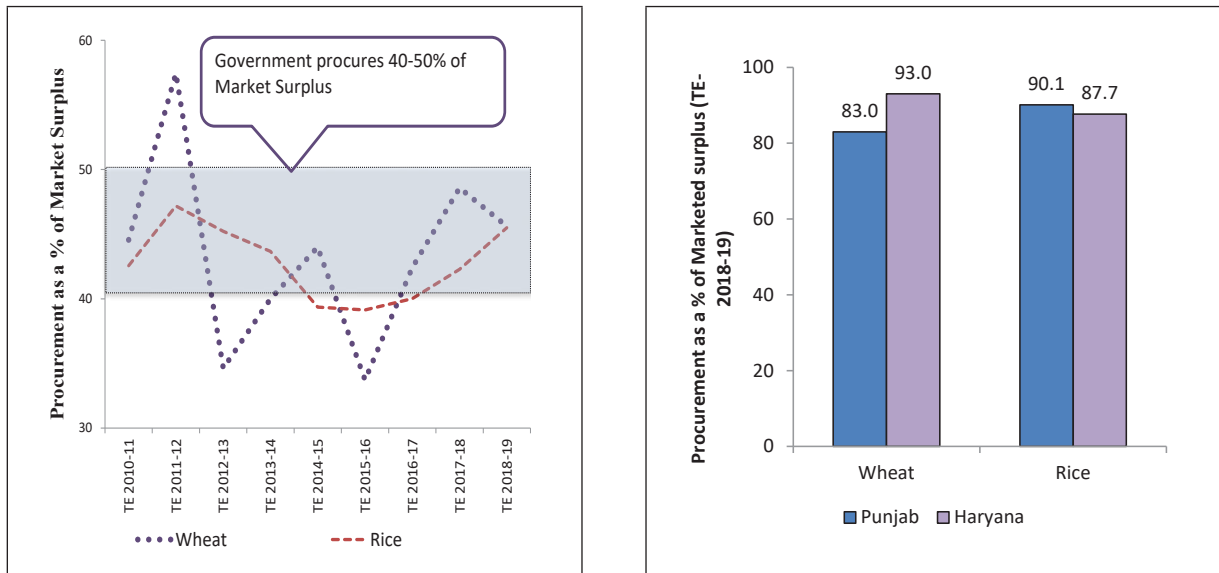 60
50
40
30
Procurement as a % of Market Surplus
Government procures 40-50% of
Market Surplus
TE 2010-11
TE 2011-12
TE 2012-13
TE 2013-14
TE 2014-15
TE 2015-16
TE 2016-17
TE 2017-18
TE 2018-19
Wheat
Rice
Procurement as a % of Marketed surplus (TE-
2018-19)
100
80
60
40
20
0
83.0
93.0
90.1
87.7
Wheat
Rice
Punjab
Haryana